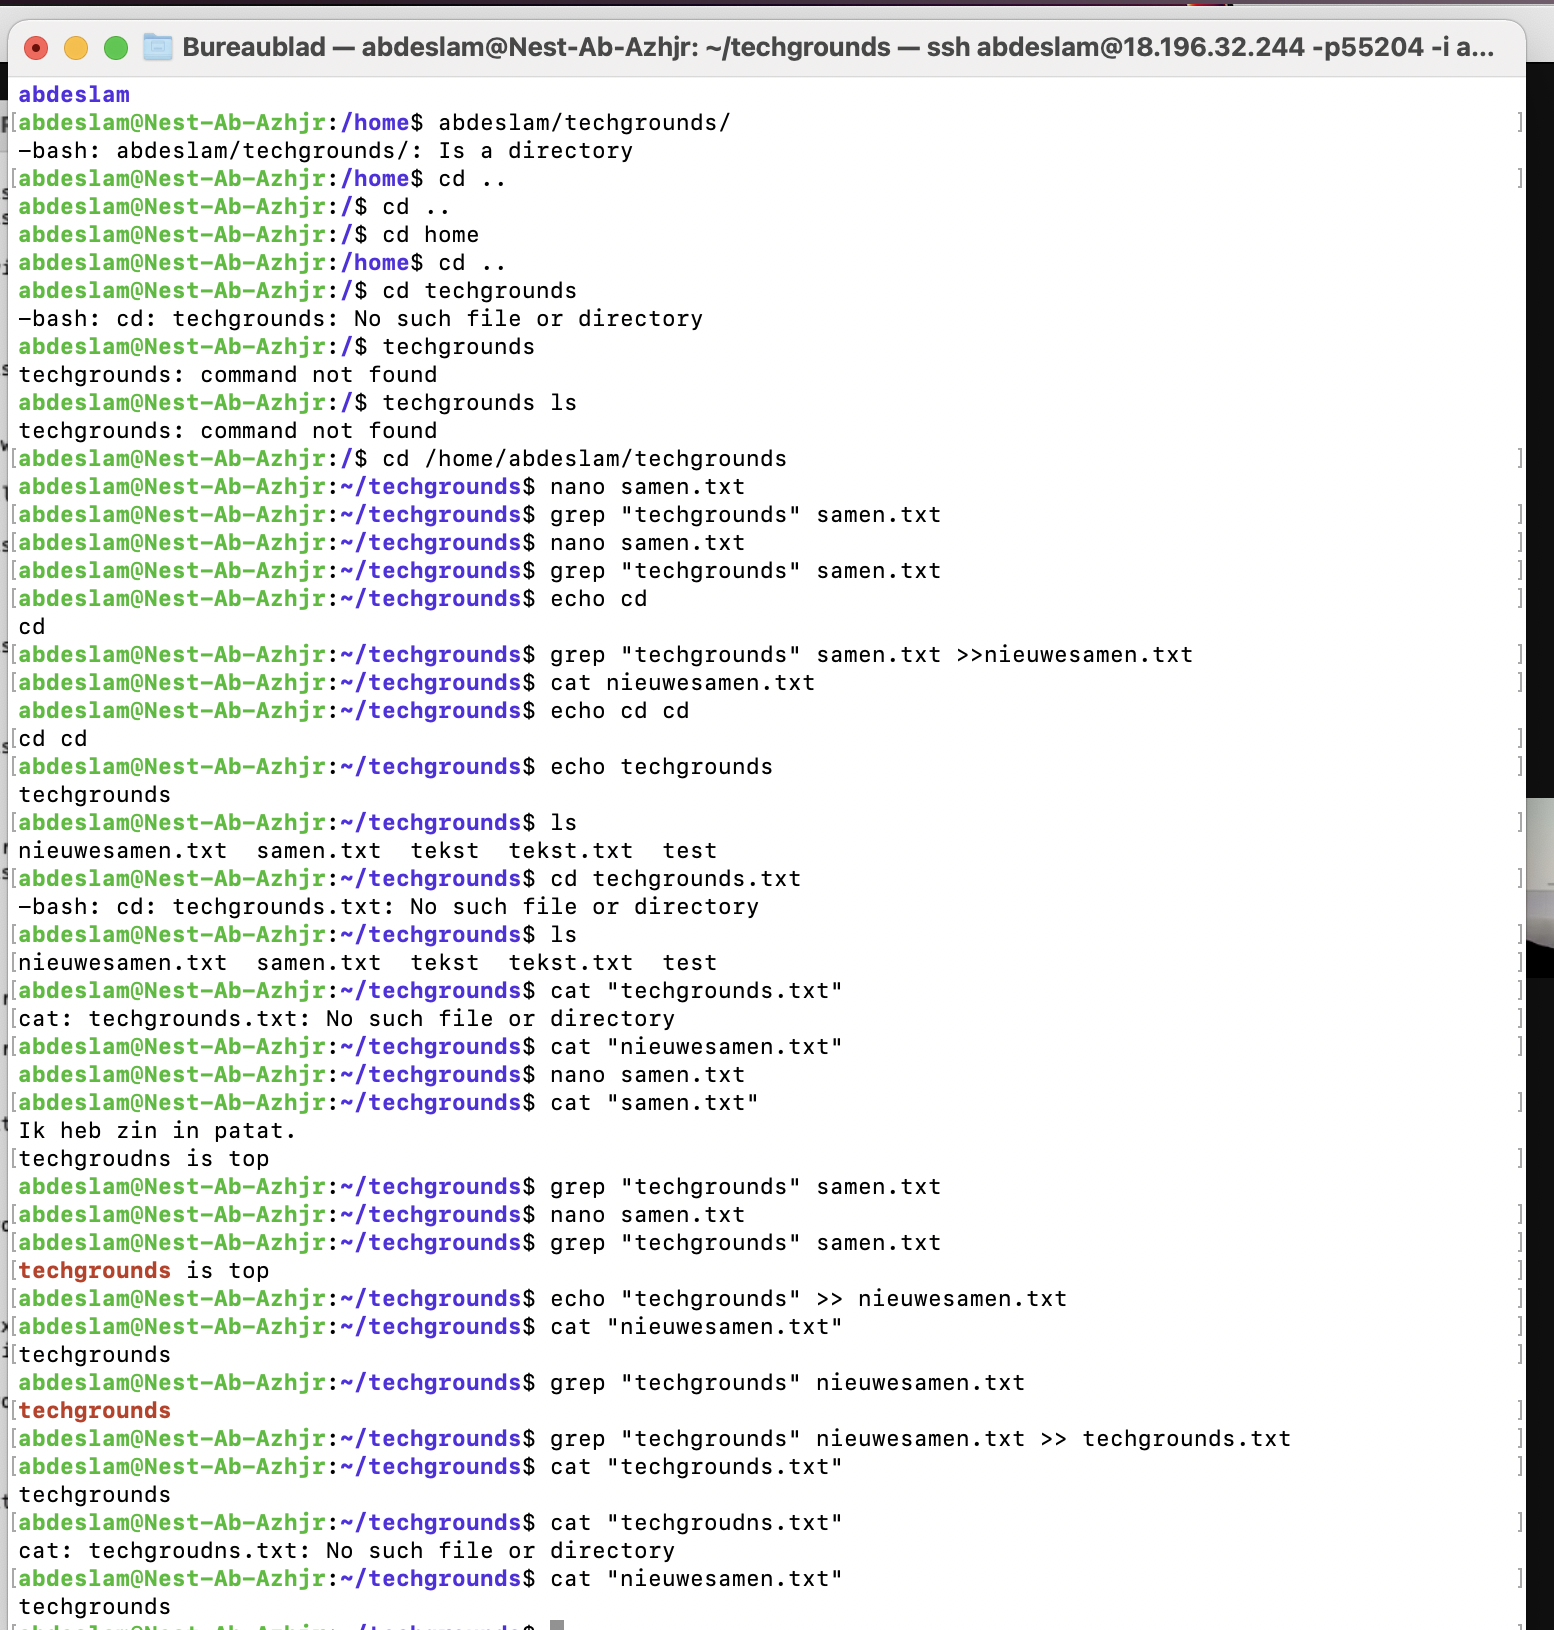 Bureaublad — abdeslam@Nest-Ab-Azhjr: ~/techgrounds — ssh abdeslam@18.196.32.244 -p55204 -i a...
abdeslam
abdeslam@Nest-Ab-Azhjr:/home$ abdeslam/techgrounds/
-bash: abdeslam/techgrounds/: Is a directory
abdeslam@Nest-Ab-Azhjr:/home$ cd ..
abdeslam@Nest-Ab-Azhjr:/$ cd ..
abdeslam@Nest-Ab-Azhjr:/$ cd home
abdeslam@Nest-Ab-Azhjr:/home$ cd ..
abdeslam@Nest-Ab-Azhjr:/$ cd techgrounds
-bash: cd: techgrounds: No such file or directory
abdeslam@Nest-Ab-Azhjr:/$ techgrounds
techgrounds: command not found
abdeslam@Nest-Ab-Azhjr:/$ techgrounds ls
techgrounds: command not found
abdeslam@Nest-Ab-Azhjr:/$ cd /home/abdeslam/techgrounds
abdeslam@Nest-Ab-Azhjr:~/techgrounds$ nano samen.txt
abdeslam@Nest-Ab-Azhjr:~/techgrounds$ grep "techgrounds" samen.txt
abdeslam@Nest-Ab-Azhjr:~/techgrounds$ nano samen.txt
abdeslam@Nest-Ab-Azhjr:~/techgrounds$ grep "techgrounds" samen.txt
abdeslam@Nest-Ab-Azhjr:~/techgrounds$ echo cd
cd
abdeslam@Nest-Ab-Azhjr:~/techgrounds$ grep "techgrounds" samen.txt >>nieuwesamen.txt
abdeslam@Nest-Ab-Azhjr:~/techgrounds$ cat nieuwesamen.txt
abdeslam@Nest-Ab-Azhjr:~/techgrounds$ echo cd cd
cd cd
abdeslam@Nest-Ab-Azhjr:~/techgrounds$ echo techgrounds
techgrounds
abdeslam@Nest-Ab-Azhjr:~/techgrounds$ ls
nieuwesamen.txt  samen.txt  tekst  tekst.txt  test
abdeslam@Nest-Ab-Azhjr:~/techgrounds$ cd techgrounds.txt
-bash: cd: techgrounds.txt: No such file or directory
abdeslam@Nest-Ab-Azhjr:~/techgrounds$ ls
nieuwesamen.txt  samen.txt  tekst  tekst.txt  test
abdeslam@Nest-Ab-Azhjr:~/techgrounds$ cat "techgrounds.txt"
cat: techgrounds.txt: No such file or directory
abdeslam@Nest-Ab-Azhjr:~/techgrounds$ cat "nieuwesamen.txt"
abdeslam@Nest-Ab-Azhjr:~/techgrounds$ nano samen.txt
abdeslam@Nest-Ab-Azhjr:~/techgrounds$ cat "samen.txt"
Ik heb zin in patat.
techgroudns is top
abdeslam@Nest-Ab-Azhjr:~/techgrounds$ grep "techgrounds" samen.txt
abdeslam@Nest-Ab-Azhjr:~/techgrounds$ nano samen.txt
abdeslam@Nest-Ab-Azhjr:~/techgrounds$ grep "techgrounds" samen.txt
techgrounds is top
abdeslam@Nest-Ab-Azhjr:~/techgrounds$ echo "techgrounds" >> nieuwesamen.txt
abdeslam@Nest-Ab-Azhjr:~/techgrounds$ cat "nieuwesamen.txt"
techgrounds
abdeslam@Nest-Ab-Azhjr:~/techgrounds$ grep "techgrounds" nieuwesamen.txt
techgrounds
abdeslam@Nest-Ab-Azhjr:~/techgrounds$ grep "techgrounds" nieuwesamen.txt >> techgrounds.txt
abdeslam@Nest-Ab-Azhjr:~/techgrounds$ cat "techgrounds.txt"
techgrounds
abdeslam@Nest-Ab-Azhjr:~/techgrounds$ cat "techgroudns.txt"
cat: techgroudns.txt: No such file or directory
abdeslam@Nest-Ab-Azhjr:~/techgrounds$ cat "nieuwesamen.txt"
techgrounds
abdeslam@Nest-Ab-Azhjr:~/techgrounds$